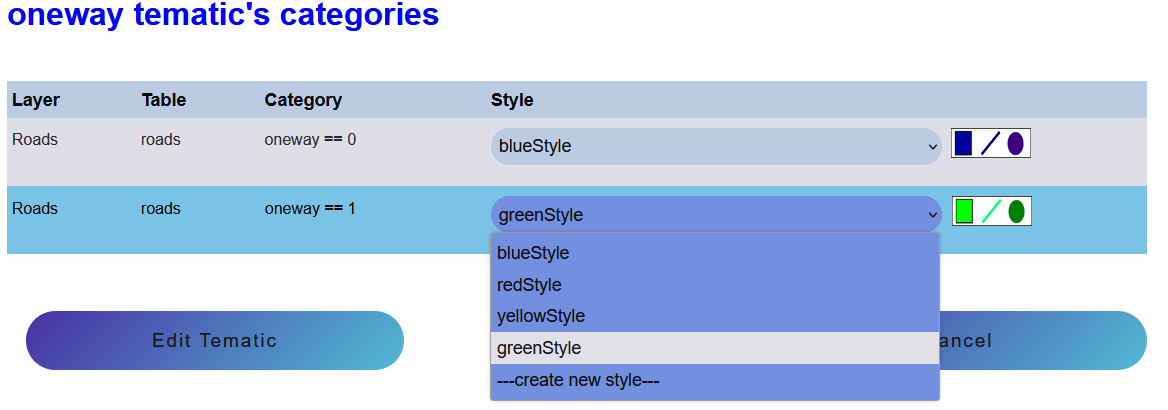 oneway tematic's categories
Layer Table Category Style
Roads roads oneway == 0 blueStyle
Roads roads oneway == 1 greenStyle
blueStyle
redStyle
yellowStyle
greenStyle
---create new style---
Edit Tematic ancel